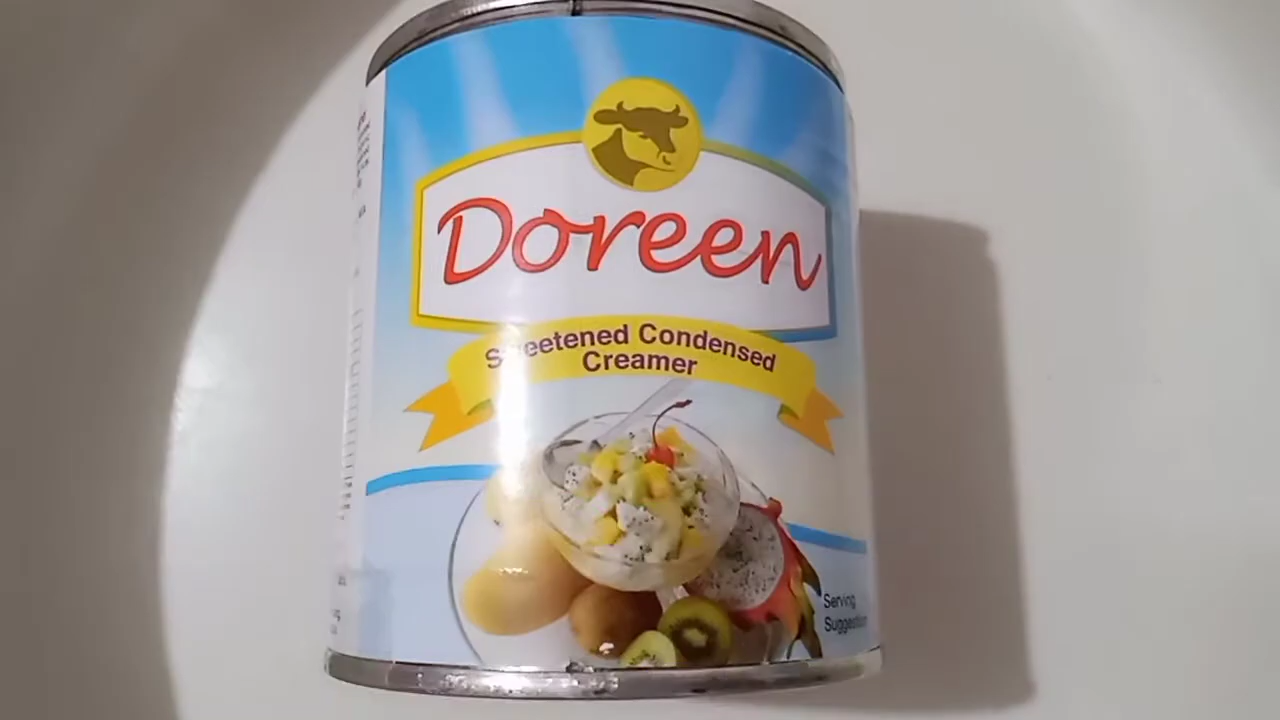 Doreen
Sweetened Condensed
Creamer
Serving
Suggestion